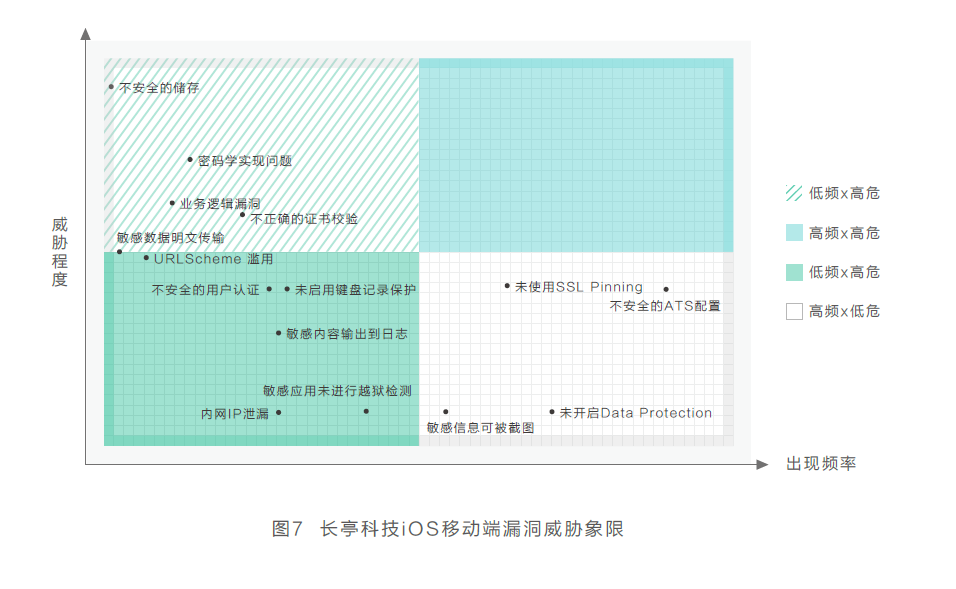 不安全的储存
密码学实现问题
低频x高危
业务逻辑漏洞
不正确的证书校验
威胁程度
敏感数据明文传输
高频x高危
URLScheme 滥用
低频x高危
不安全的用户认证
未启用键盘记录保护
未使用SSL Pinning
不安全的ATS配置
高频x低危
敏感内容输出到日志
敏感应用未进行越狱检测
内网IP泄漏
未开启Data Protection
敏感信息可被截图
出现频率
图7 长亭科技iOS移动端漏洞威胁象限